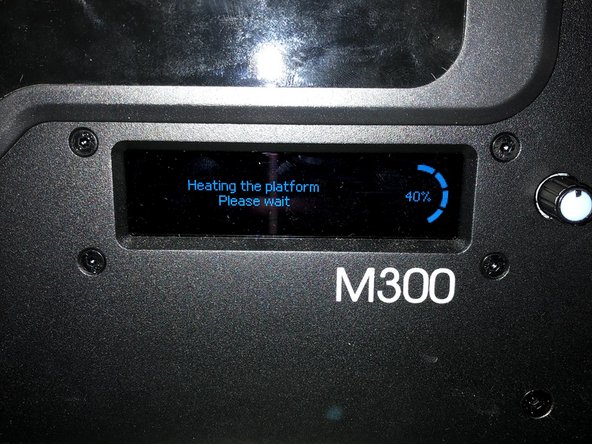 Heating the platform
Please wait
40%
M300